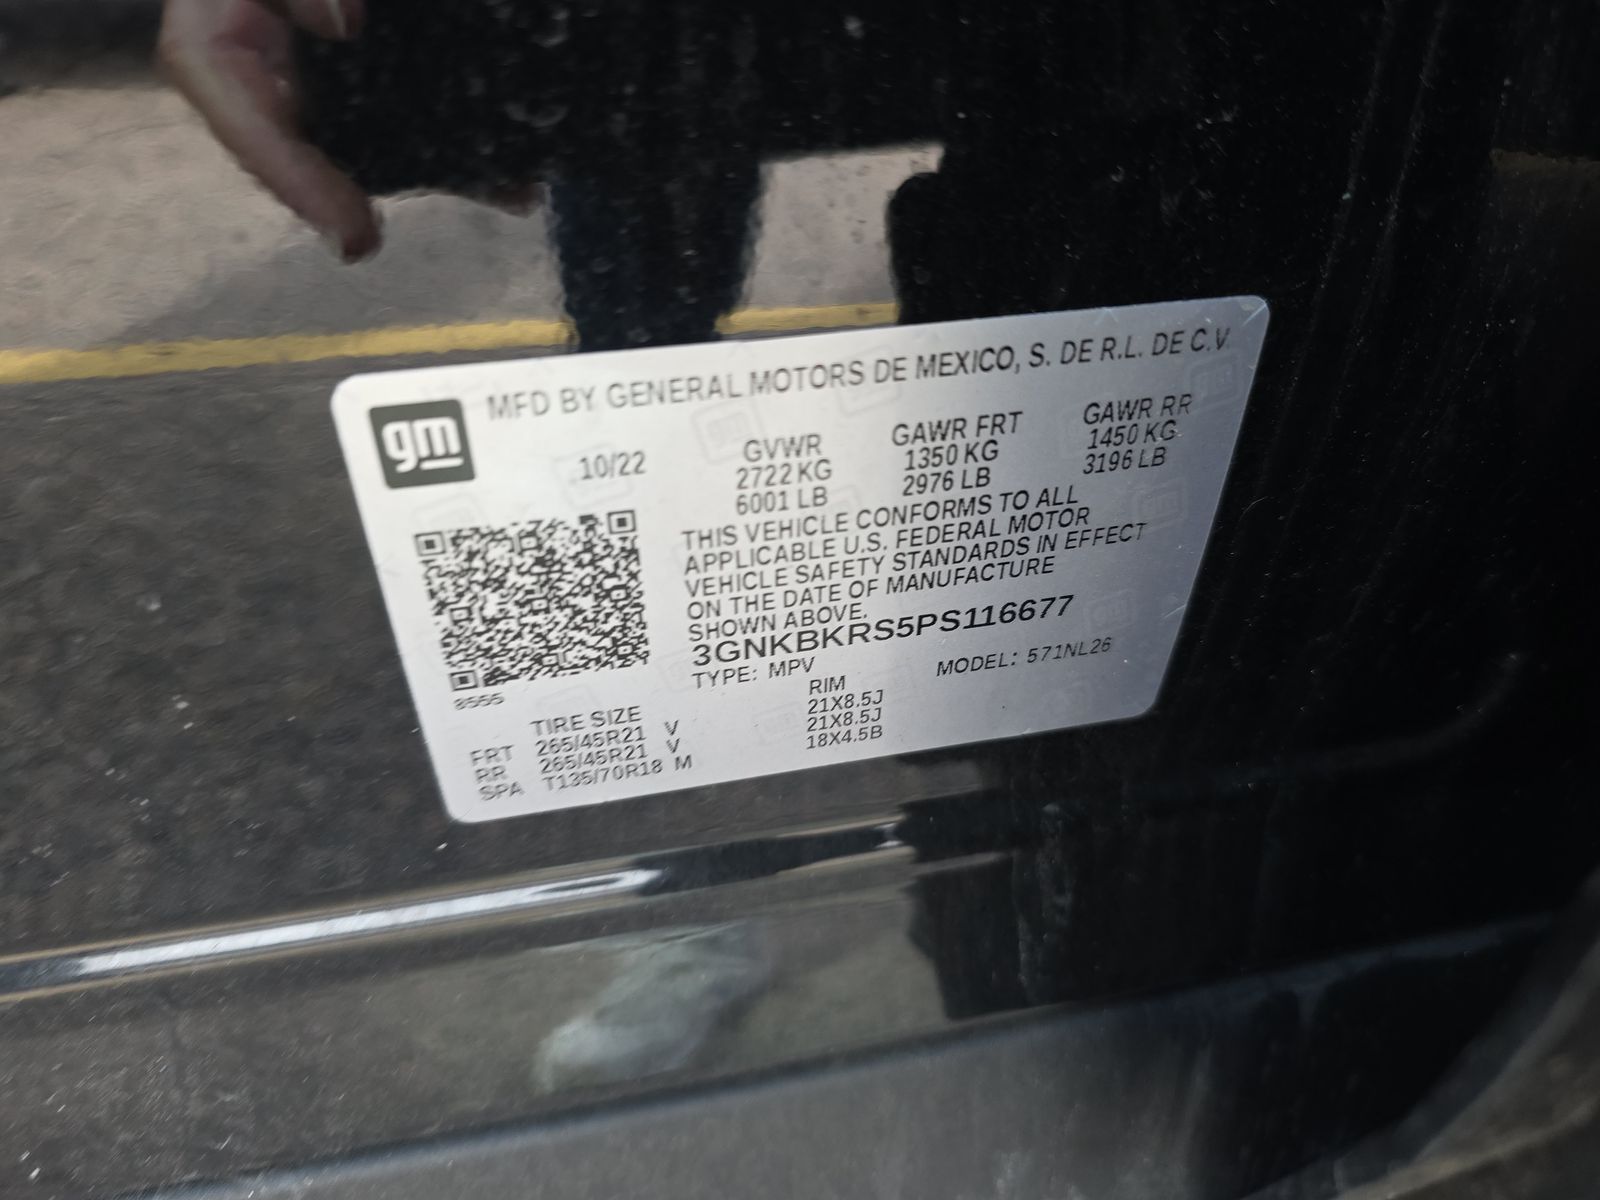 gm
MFD BY GENERAL MOTORS DE MEXICO, S. DE R.L. DE C.V.
10/22
GVWR
2722 KG
6001 LB
GAWR FRT
1350 KG
2976 LB
GAWR RR
1450 KG
3196 LB
THIS VEHICLE CONFORMS TO ALL
APPLICABLE U.S. FEDERAL MOTOR
VEHICLE SAFETY STANDARDS IN EFFECT
ON THE DATE OF MANUFACTURE
SHOWN ABOVE.
3GNKBKRS5PS116677
TYPE: MPV
MODEL: 571NL26
8555
TIRE SIZE
RIM
FRT 265/45R21 V 21X8.5J
RR 265/45R21 V 21X8.5J
SPA T135/70R18 M 18X4.5B